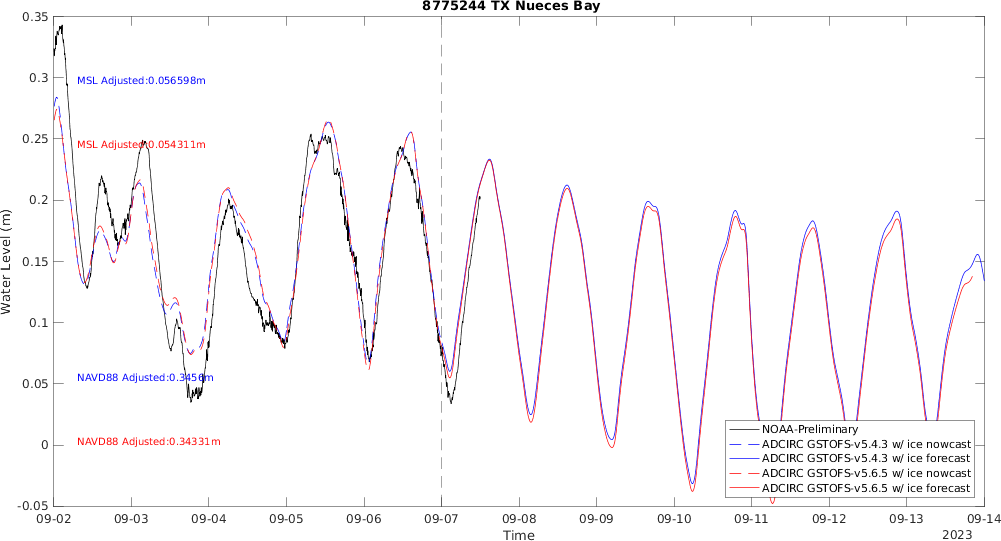 8775244 TX Nueces Bay
0.35
0.3
0.25
0.2
0.15
0.1
0.05
0
-0.05
Water Level (m)
MSL Adjusted:0.056598m
MSL Adjusted:0.054311m
NAVD88 Adjusted:0.3456m
NAVD88 Adjusted:0.34331m
NOAA-Preliminary
ADCIRC GSTOFS-v5.4.3 w/ ice nowcast
ADCIRC GSTOFS-v5.4.3 w/ ice forecast
ADCIRC GSTOFS-v5.6.5 w/ ice nowcast
ADCIRC GSTOFS-v5.6.5 w/ ice forecast
09-02 09-03 09-04 09-05 09-06 09-07 09-08 09-09 09-10 09-11 09-12 09-13 09-14
Time
2023